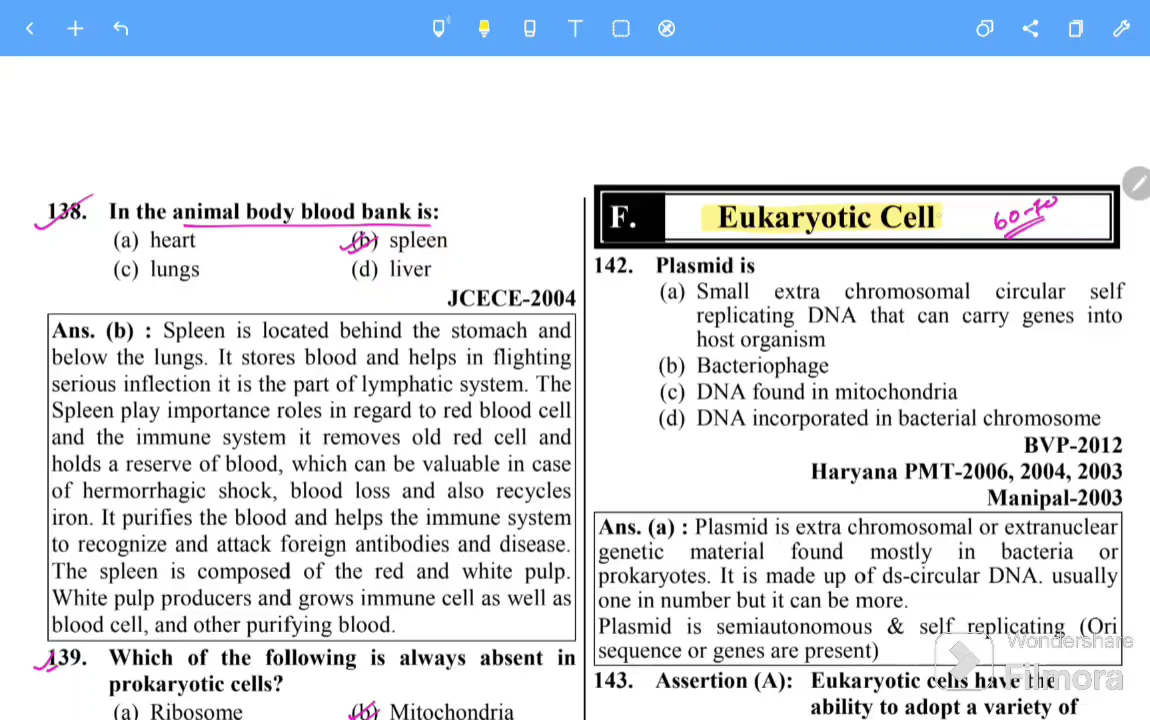 138. In the animal body blood bank is:
(a) heart (b) spleen
(c) lungs (d) liver
JCECE-2004
Ans. (b) : Spleen is located behind the stomach and
below the lungs. It stores blood and helps in flighting
serious inflection it is the part of lymphatic system. The
Spleen play importance roles in regard to red blood cell
and the immune system it removes old red cell and
holds a reserve of blood, which can be valuable in case
of hermorrhagic shock, blood loss and also recycles
iron. It purifies the blood and helps the immune system
to recognize and attack foreign antibodies and disease.
The spleen is composed of the red and white pulp.
White pulp producers and grows immune cell as well as
blood cell, and other purifying blood.
139. Which of the following is always absent in
prokaryotic cells?
(a) Ribosome (b) Mitochondria
F. Eukaryotic Cell 60-70
142. Plasmid is
(a) Small extra chromosomal circular self
replicating DNA that can carry genes into
host organism
(b) Bacteriophage
(c) DNA found in mitochondria
(d) DNA incorporated in bacterial chromosome
BVP-2012
Haryana PMT-2006, 2004, 2003
Manipal-2003
Ans. (a) : Plasmid is extra chromosomal or extranuclear
genetic material found mostly in bacteria or
prokaryotes. It is made up of ds-circular DNA. usually
one in number but it can be more.
Plasmid is semiautonomous & self replicating (Ori
sequence or genes are present)
143. Assertion (A): Eukaryotic cells have the
ability to adopt a variety of
Wondershare
Filmora